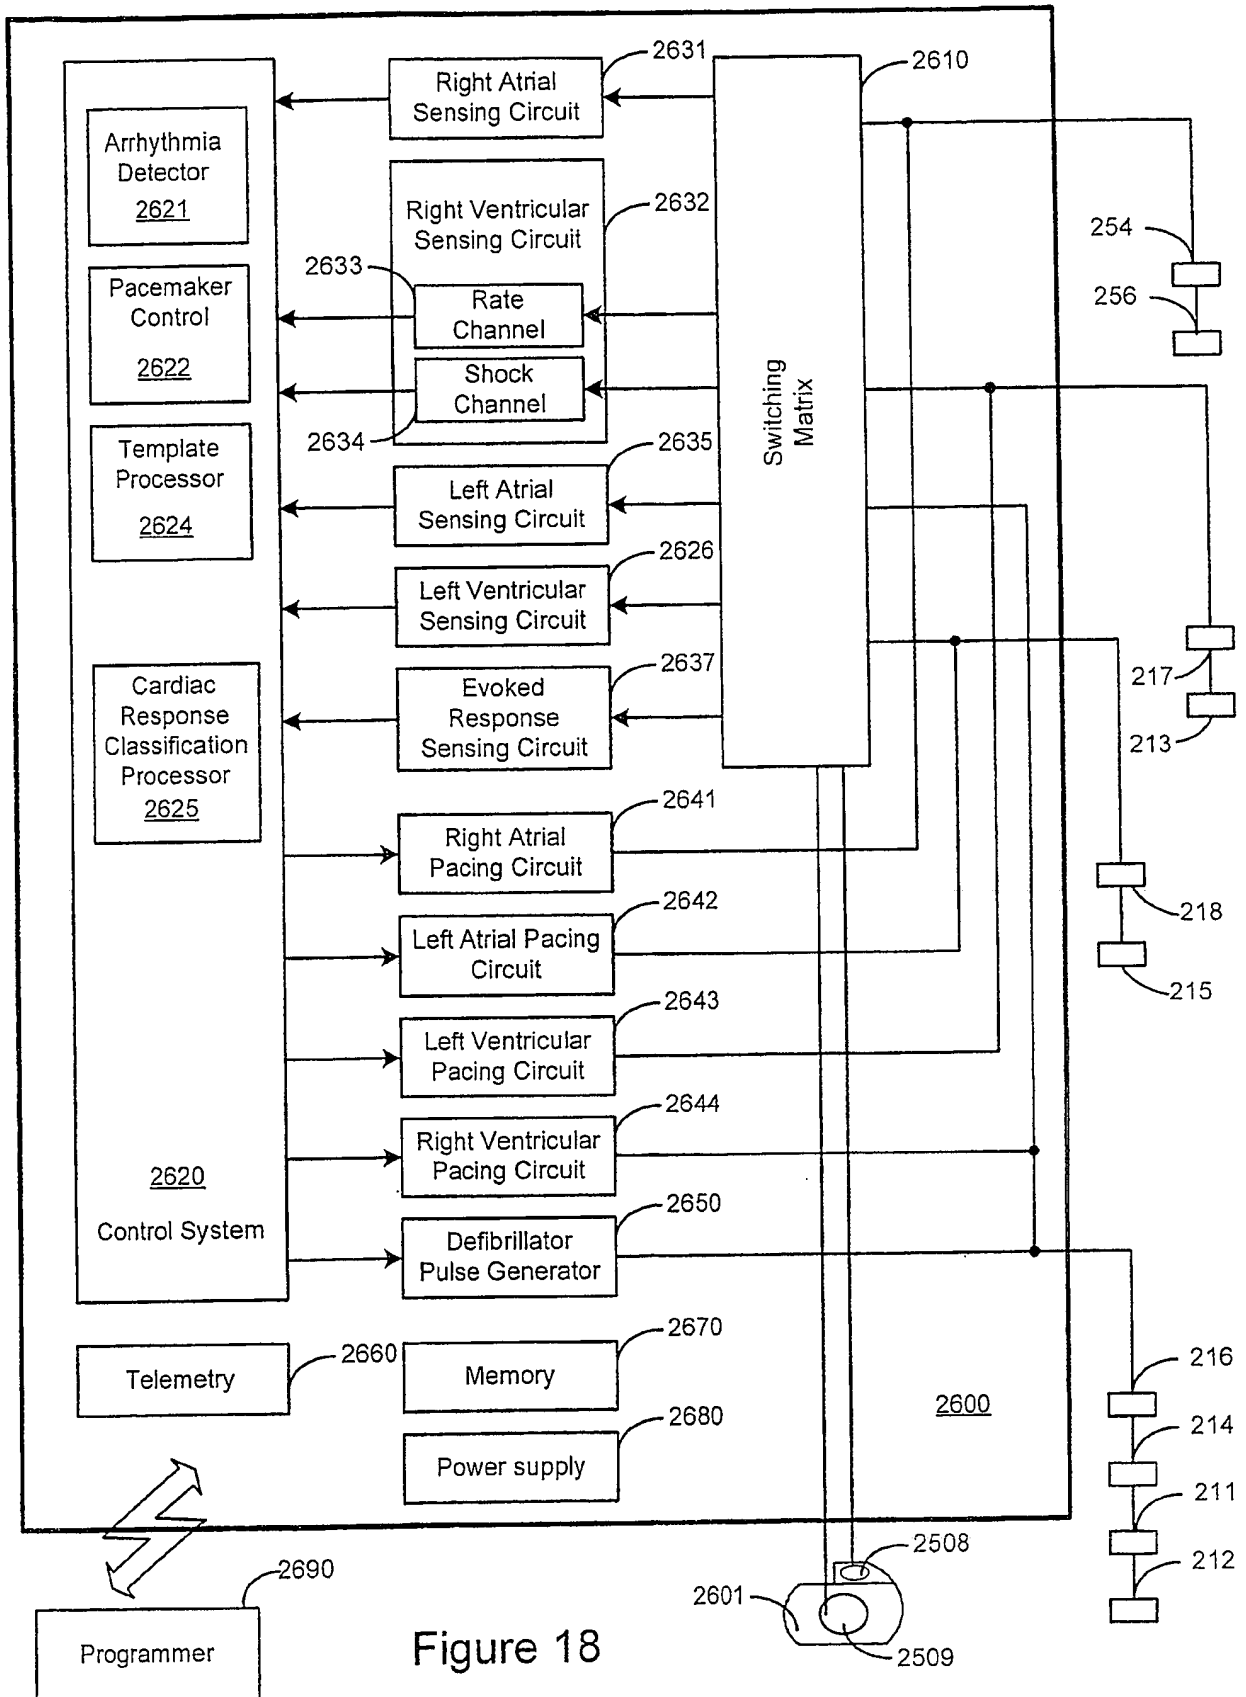 2631
2610
Right Atrial
Sensing Circuit
Arrhythmia
Detector
2621
Right Ventricular
Sensing Circuit
2632
254
2633
Pacemaker
Control
2622
Rate
Channel
256
Shock
Channel
2634
Switching
Matrix
Template
Processor
2624
2635
Left Atrial
Sensing Circuit
2626
Left Ventricular
Sensing Circuit
2637
217
Cardiac
Response
Classification
Processor
2625
Evoked
Response
Sensing Circuit
213
2641
Right Atrial
Pacing Circuit
2642
218
Left Atrial Pacing
Circuit
215
2643
Left Ventricular
Pacing Circuit
2644
Right Ventricular
Pacing Circuit
2620
Control System
2650
Defibrillator
Pulse Generator
2670
2660
Telemetry
Memory
216
2600
2680
214
Power supply
211
2508
212
2690
2601
Programmer
Figure 18
2509